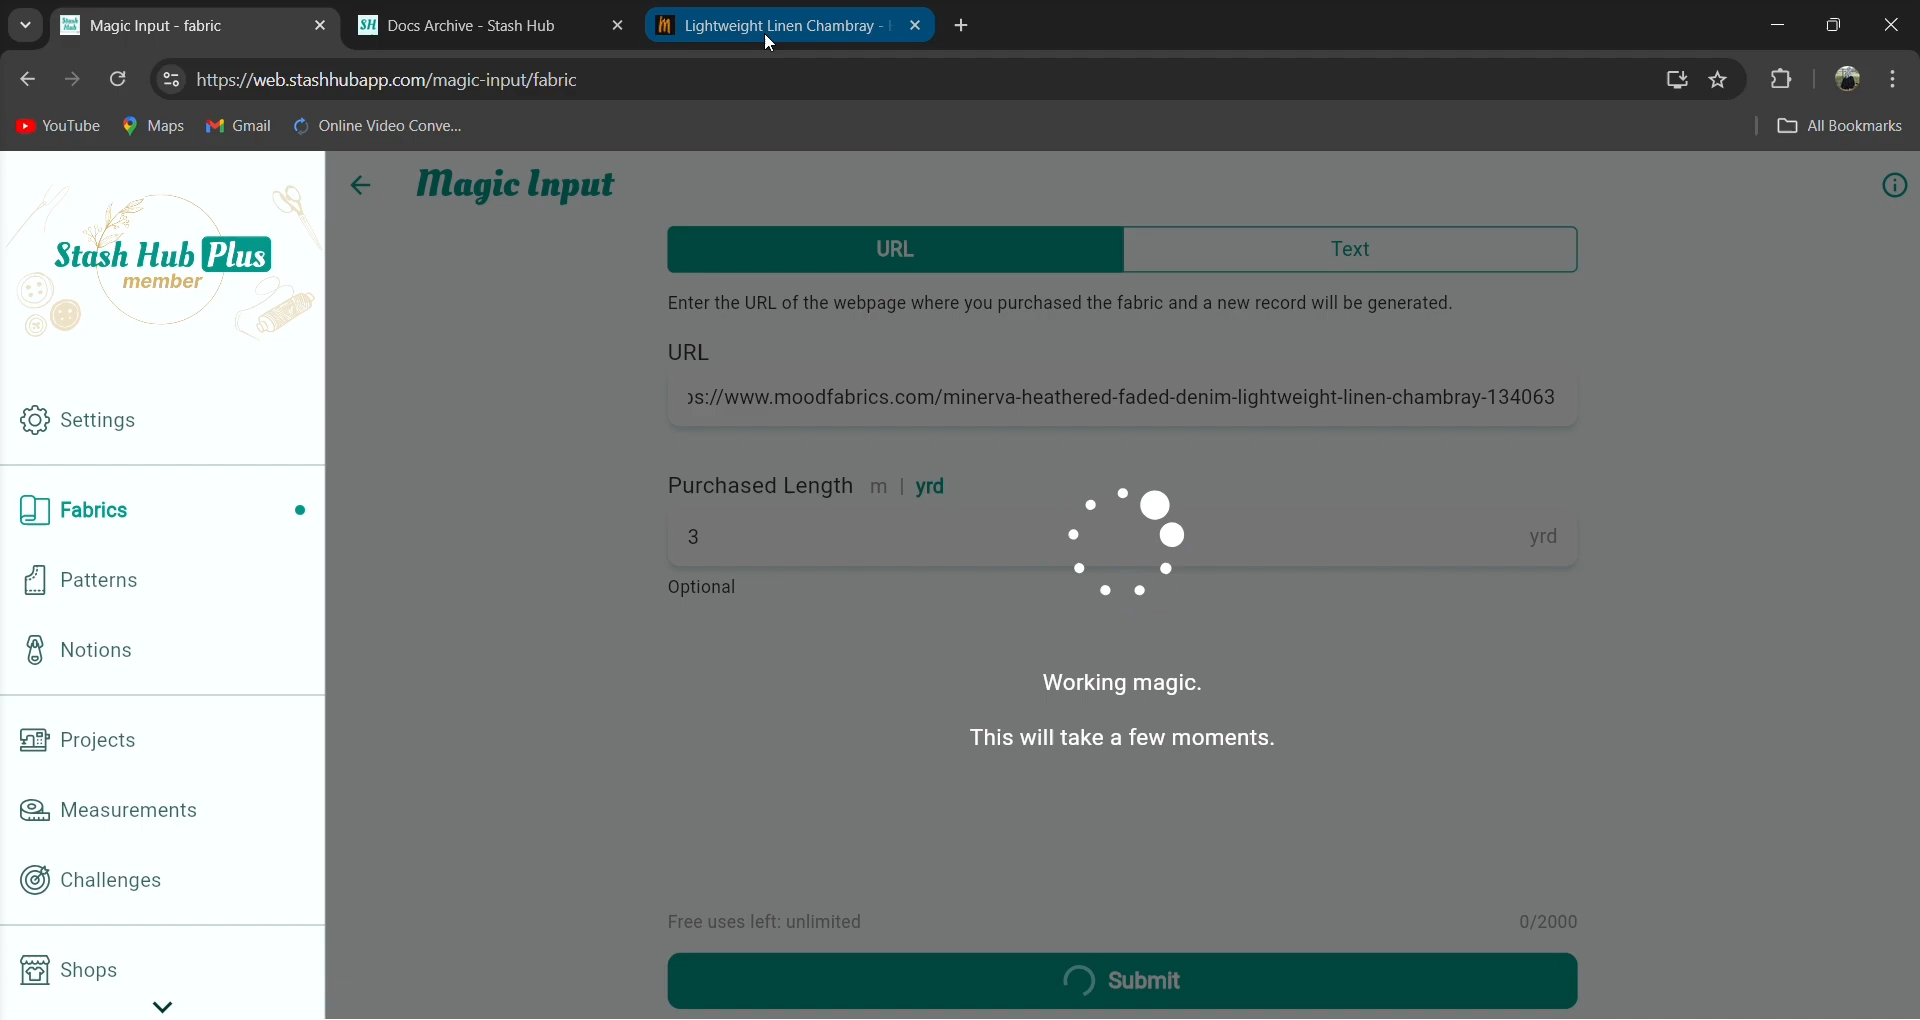 Magic Input - fabric
SH Docs Archive - Stash Hub
Lightweight Linen Chambray -
https://web.stashhubapp.com/magic-input/fabric
YouTube Maps Gmail Online Video Conve... All Bookmarks
Stash Hub Plus
member
Magic Input
URL Text
Enter the URL of the webpage where you purchased the fabric and a new record will be generated.
URL
os://www.moodfabrics.com/minerva-heathered-faded-denim-lightweight-linen-chambray-134063
Settings
Purchased Length m | yrd
Fabrics
3 yrd
Optional
Patterns
Notions
Working magic.
This will take a few moments.
Projects
Measurements
Challenges
Free uses left: unlimited 0/2000
Shops
Submit